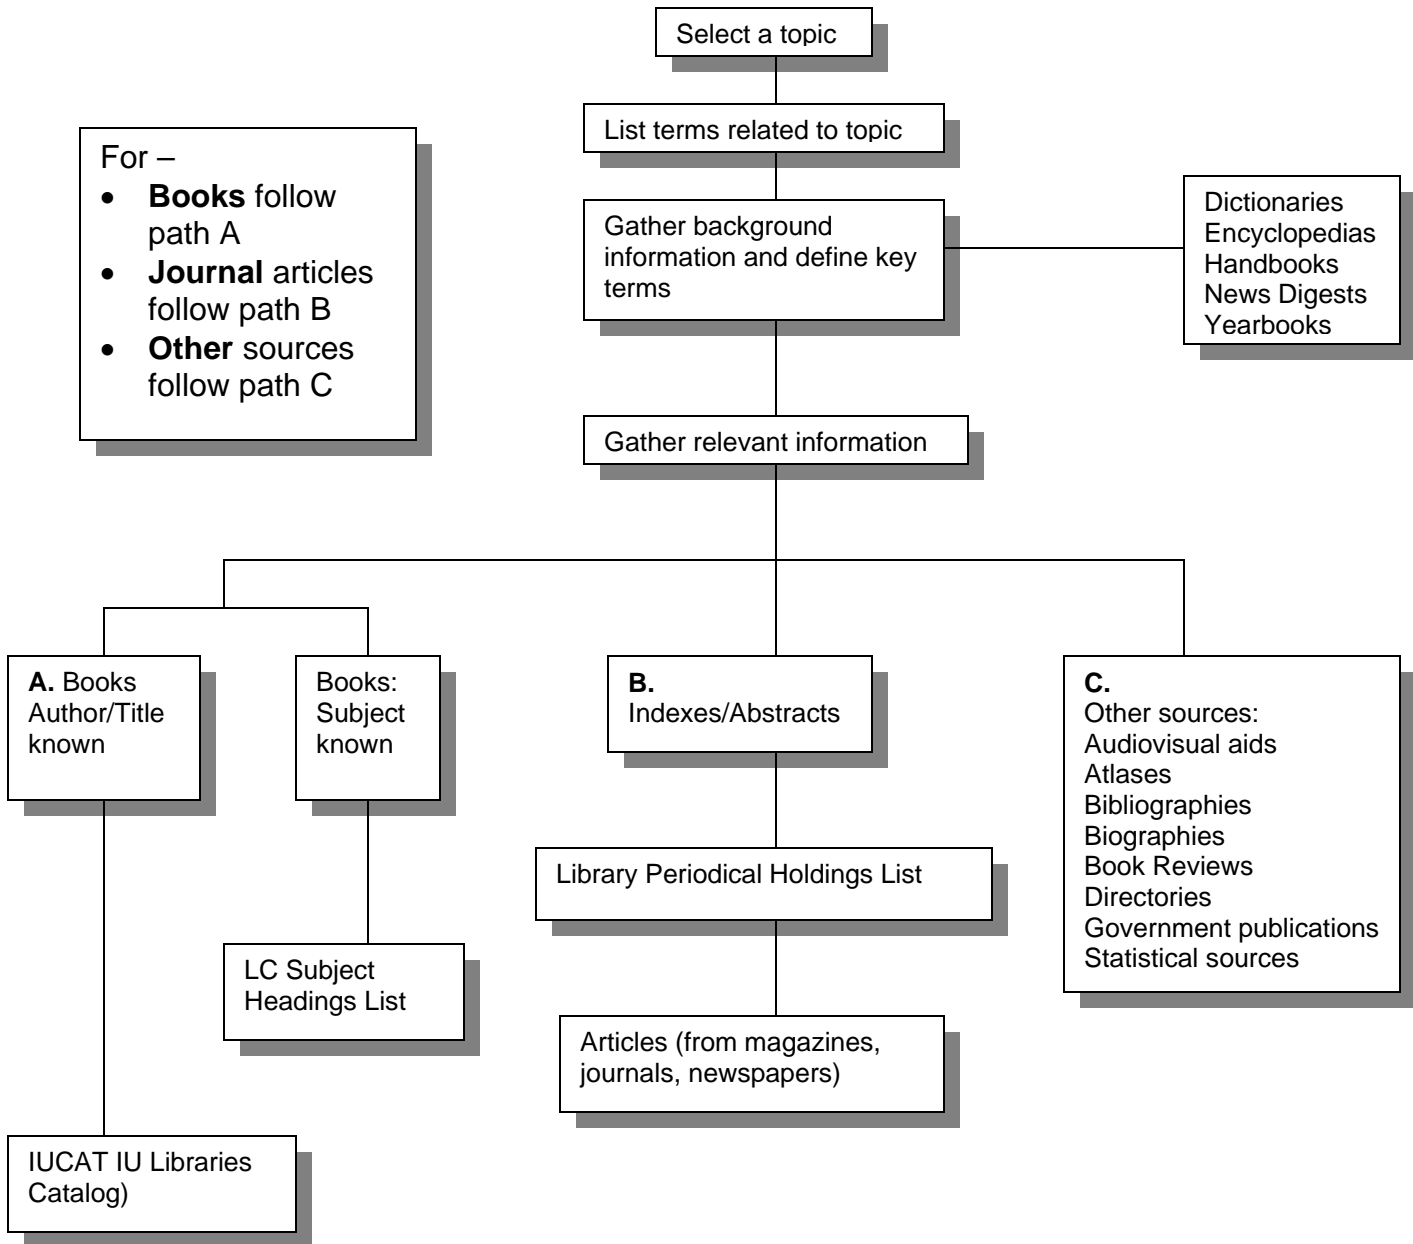 Select a topic
List terms related to topic
For –
• Books follow
path A
• Journal articles
follow path B
• Other sources
follow path C
Gather background
information and define key
terms
Dictionaries
Encyclopedias
Handbooks
News Digests
Yearbooks
Gather relevant information
A. Books
Author/Title
known
Books:
Subject
known
B.
Indexes/Abstracts
C.
Other sources:
Audiovisual aids
Atlases
Bibliographies
Biographies
Book Reviews
Directories
Government publications
Statistical sources
Library Periodical Holdings List
LC Subject
Headings List
Articles (from magazines,
journals, newspapers)
IUCAT IU Libraries
Catalog)